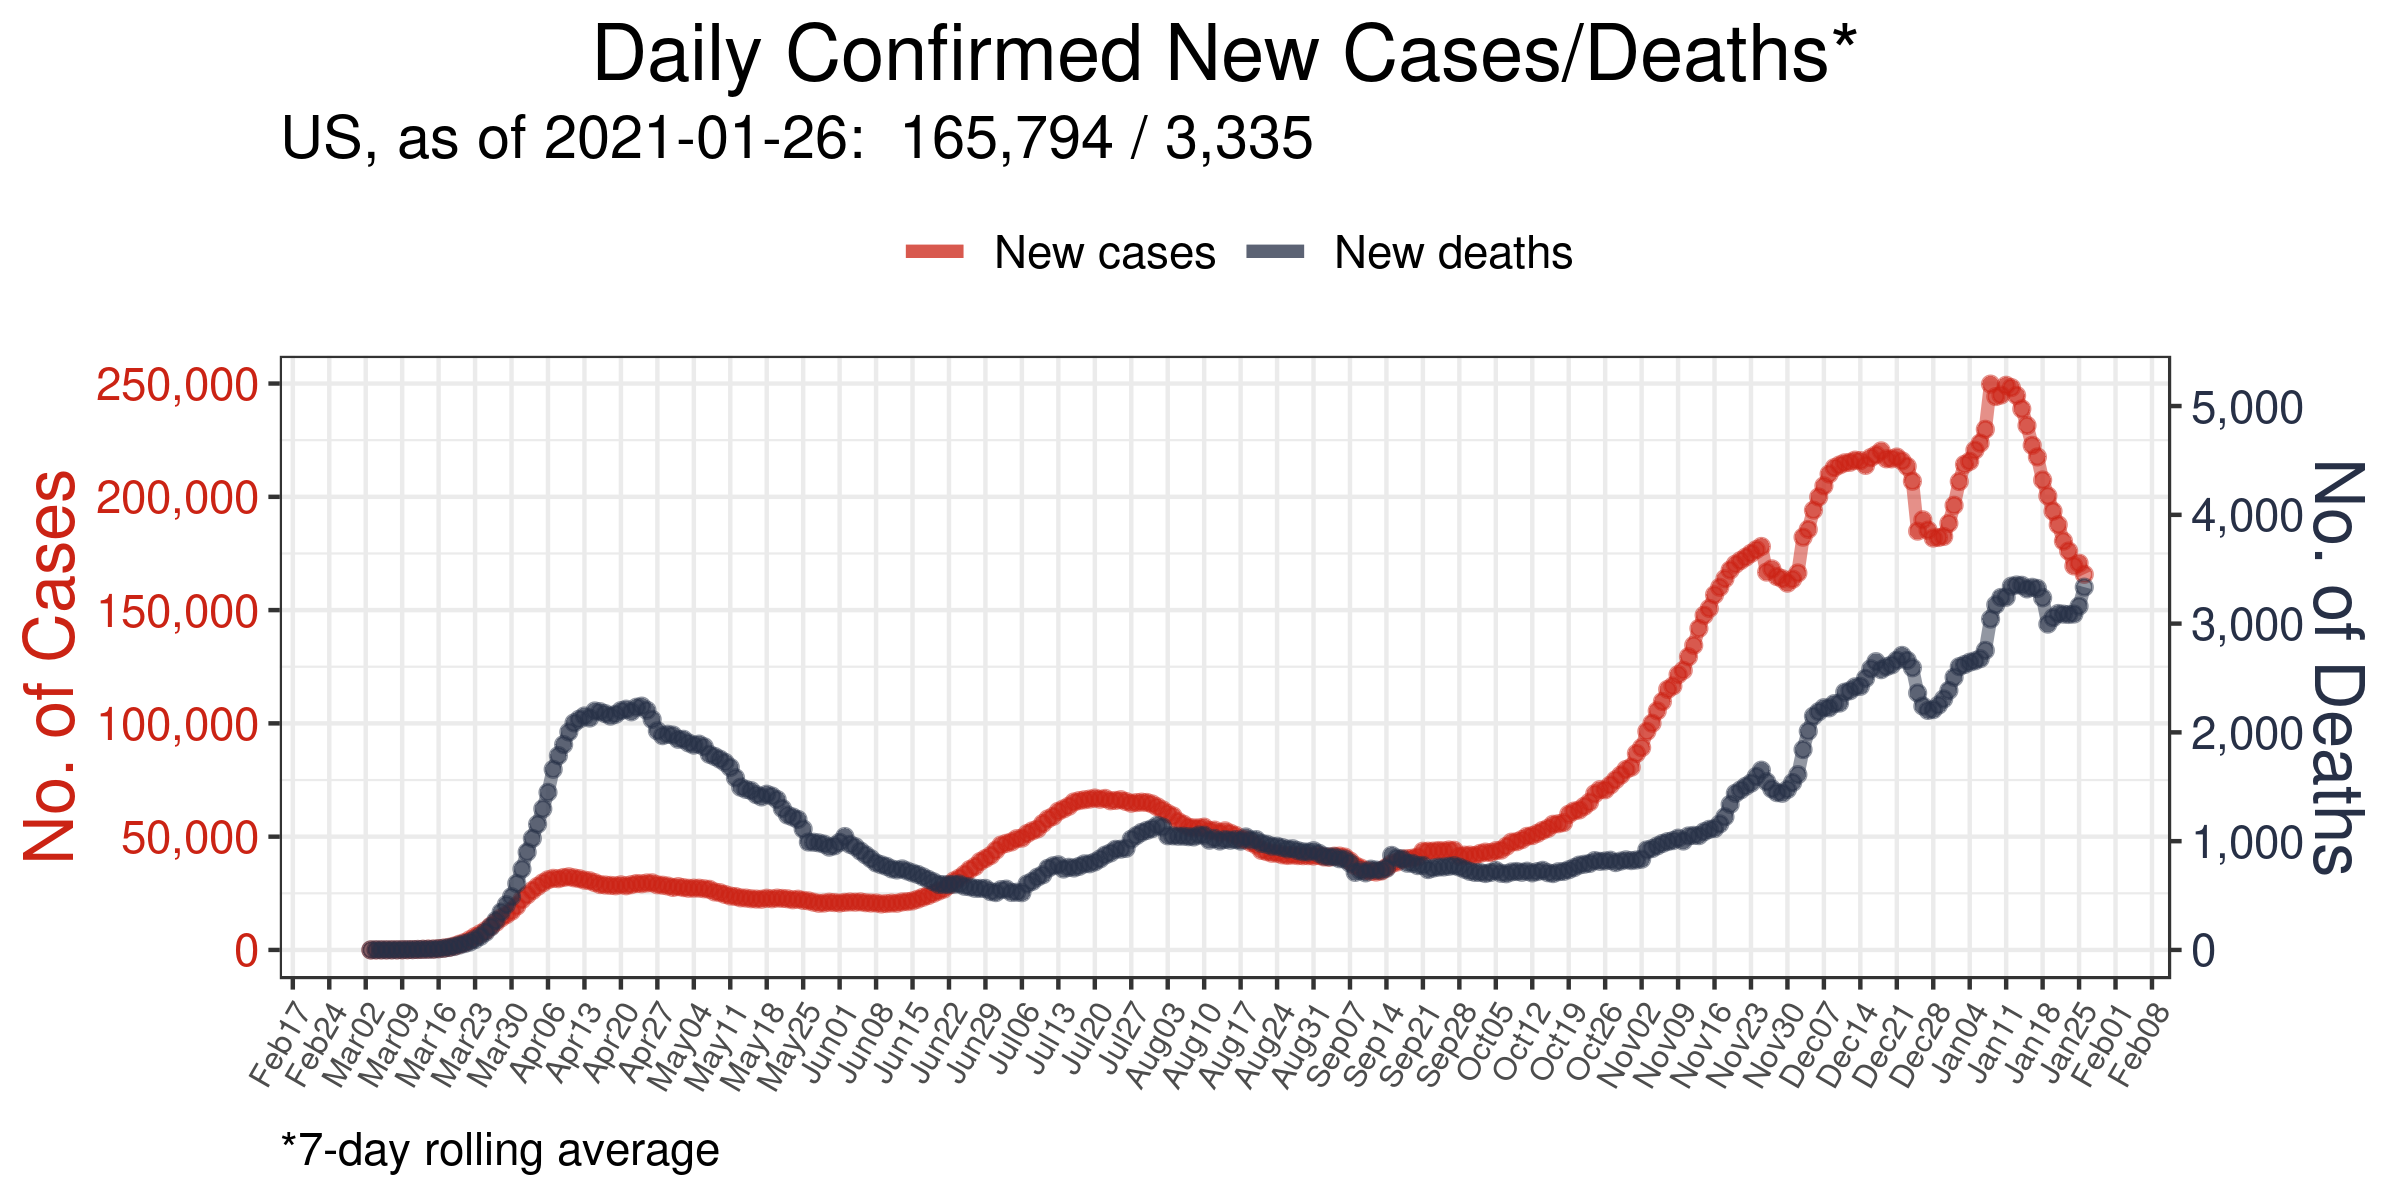 Daily Confirmed New Cases/Deaths*
US, as of 2021-01-26:  165,794 / 3,335
New cases
New deaths
No. of Cases
250,000
200,000
150,000
100,000
50,000
0
5,000
4,000
3,000
2,000
1,000
0
No. of Deaths
Feb17
Feb24
Mar02
Mar09
Mar16
Mar23
Mar30
Apr06
Apr13
Apr20
Apr27
May04
May11
May18
May25
Jun01
Jun08
Jun15
Jun22
Jun29
Jul06
Jul13
Jul20
Jul27
Aug03
Aug10
Aug17
Aug24
Aug31
Sep07
Sep14
Sep21
Sep28
Oct05
Oct12
Oct19
Oct26
Nov02
Nov09
Nov16
Nov23
Nov30
Dec07
Dec14
Dec21
Dec28
Jan04
Jan11
Jan18
Jan25
Feb01
Feb08
*7-day rolling average